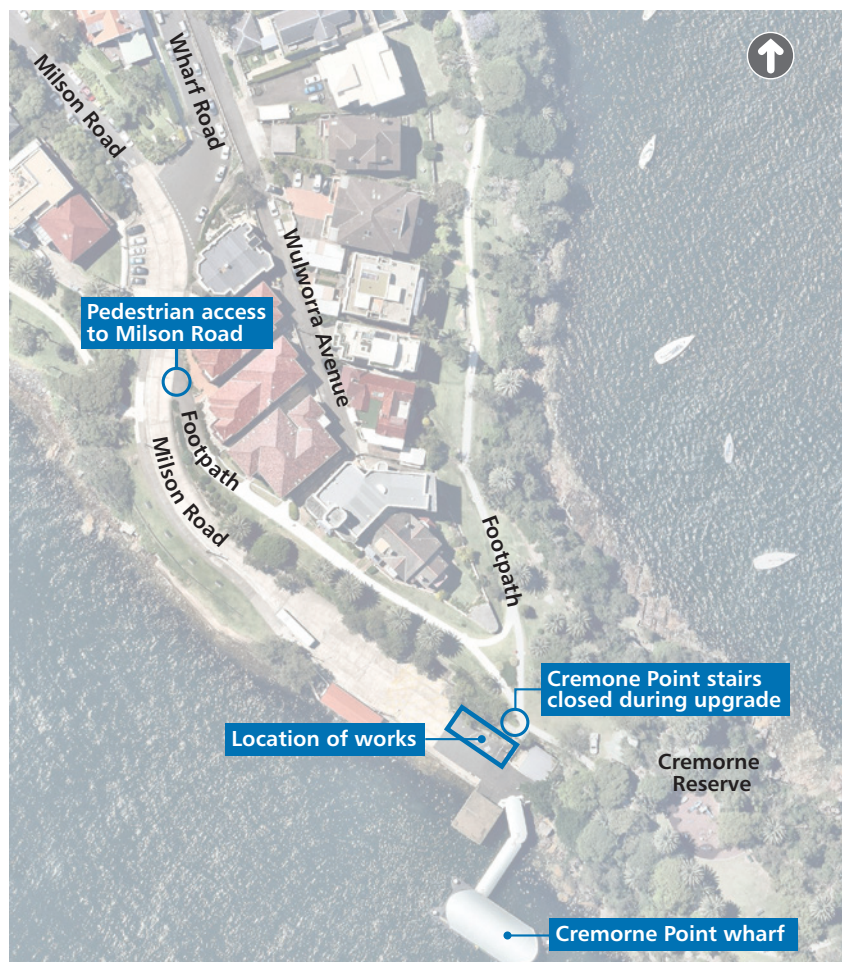 Milson Road
Wharf Road
Wulworra Avenue
Pedestrian access
to Milson Road
Footpath
Milson Road
Footpath
Cremone Point stairs
closed during upgrade
Location of works
Cremorne
Reserve
Cremorne Point wharf